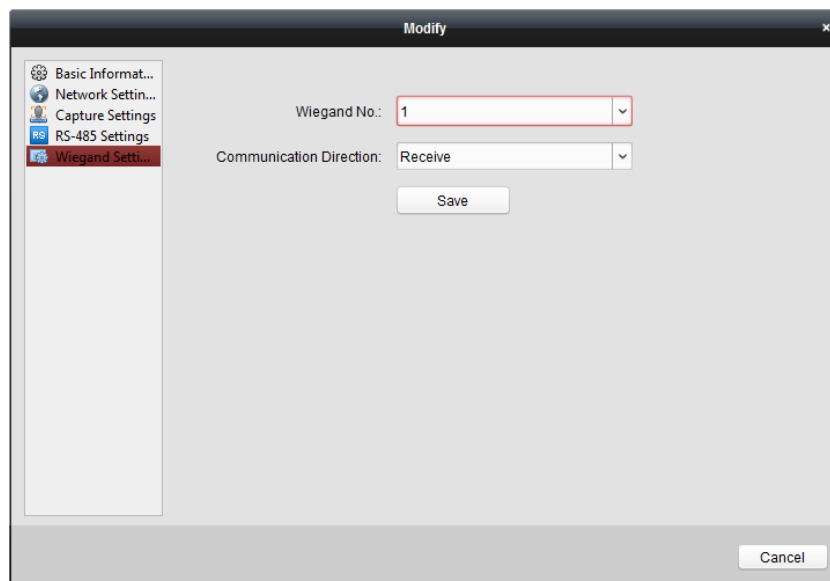 Modify
×
Basic Informat...
Network Settin...
Capture Settings
RS RS-485 Settings
Wiegand Setti...
Wiegand No.: 1
Communication Direction: Receive
Save
Cancel